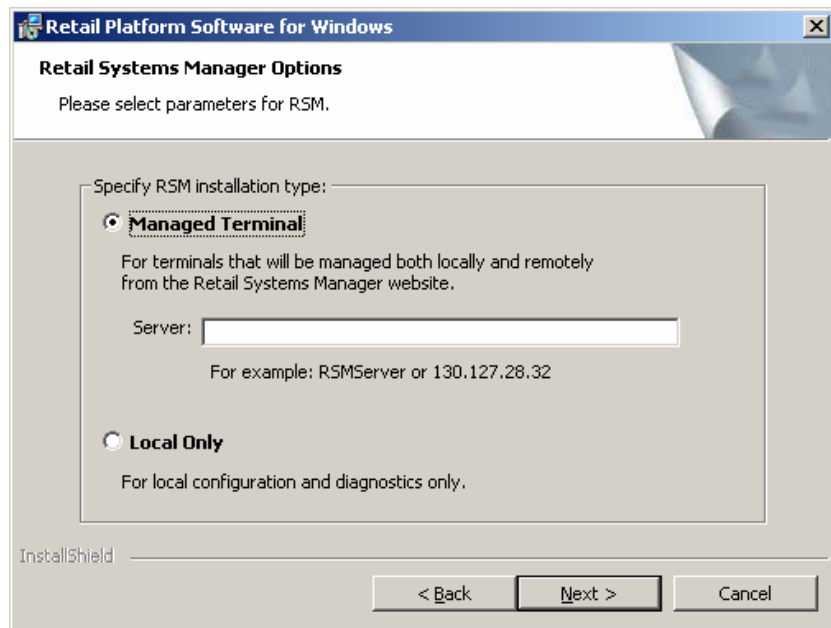 Retail Platform Software for Windows
Retail Systems Manager Options
Please select parameters for RSM.
Specify RSM installation type:
Managed Terminal
For terminals that will be managed both locally and remotely
from the Retail Systems Manager website.
Server:
For example: RSMServer or 130.127.28.32
Local Only
For local configuration and diagnostics only.
InstallShield
< Back
Next >
Cancel